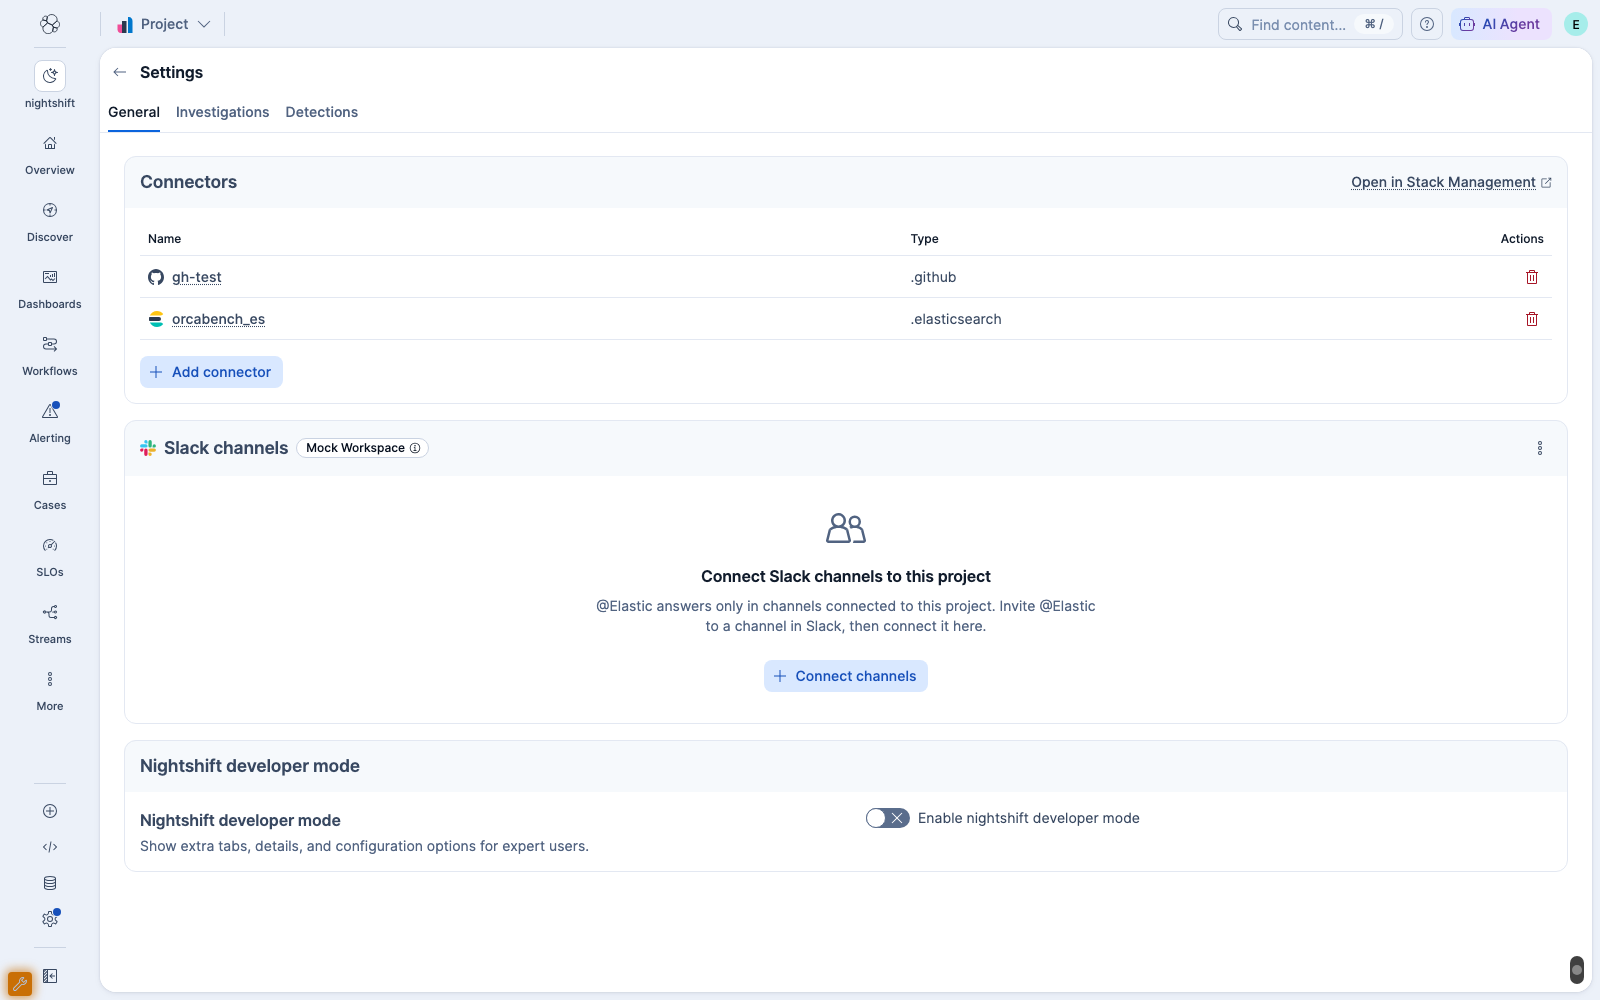 Project
Find content... ⌘ /
AI Agent
E
nightshift
Overview
Discover
Dashboards
Workflows
Alerting
Cases
SLOs
Streams
More
Settings
General Investigations Detections
Connectors
Open in Stack Management
Name Type Actions
gh-test .github
orcabench_es .elasticsearch
Add connector
Slack channels Mock Workspace
Connect Slack channels to this project
@Elastic answers only in channels connected to this project. Invite @Elastic
to a channel in Slack, then connect it here.
Connect channels
Nightshift developer mode
Nightshift developer mode
Enable nightshift developer mode
Show extra tabs, details, and configuration options for expert users.